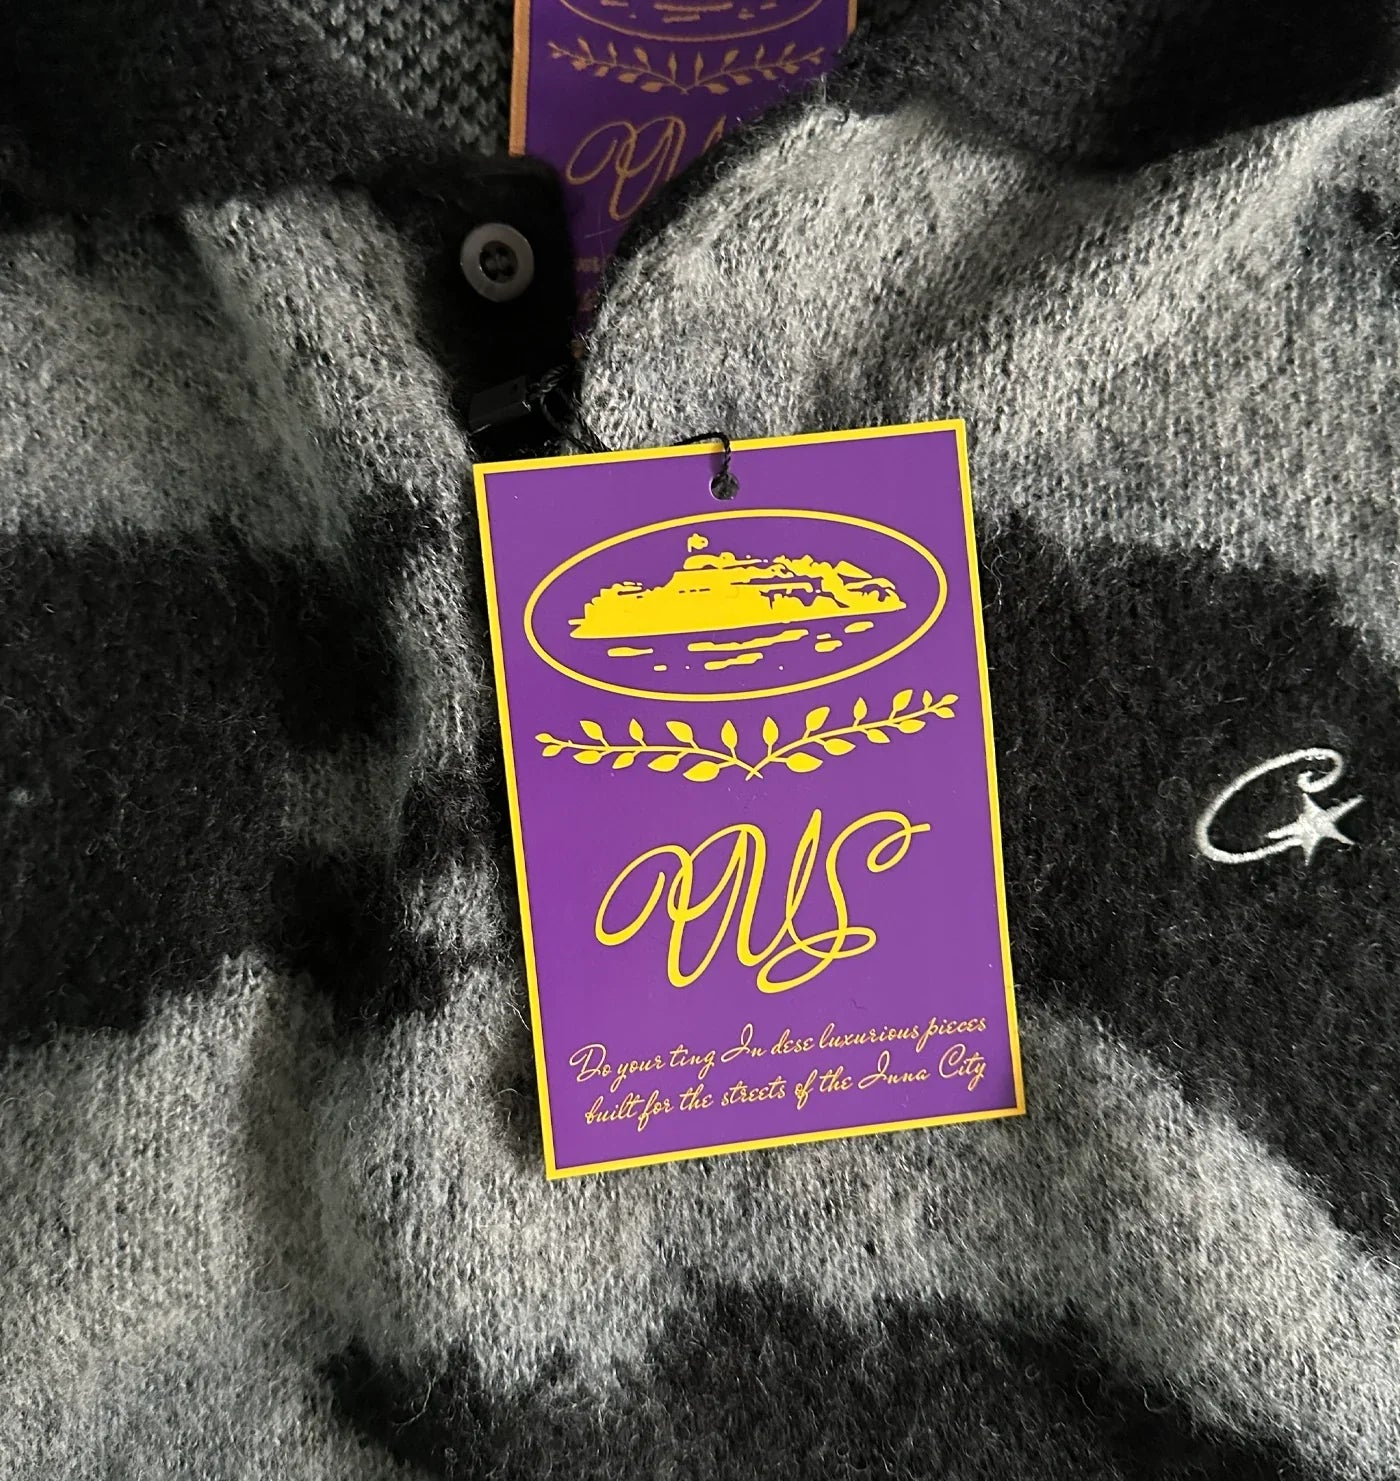 Do your ting In dese luxurious pieces
built for the streets of the Inna City